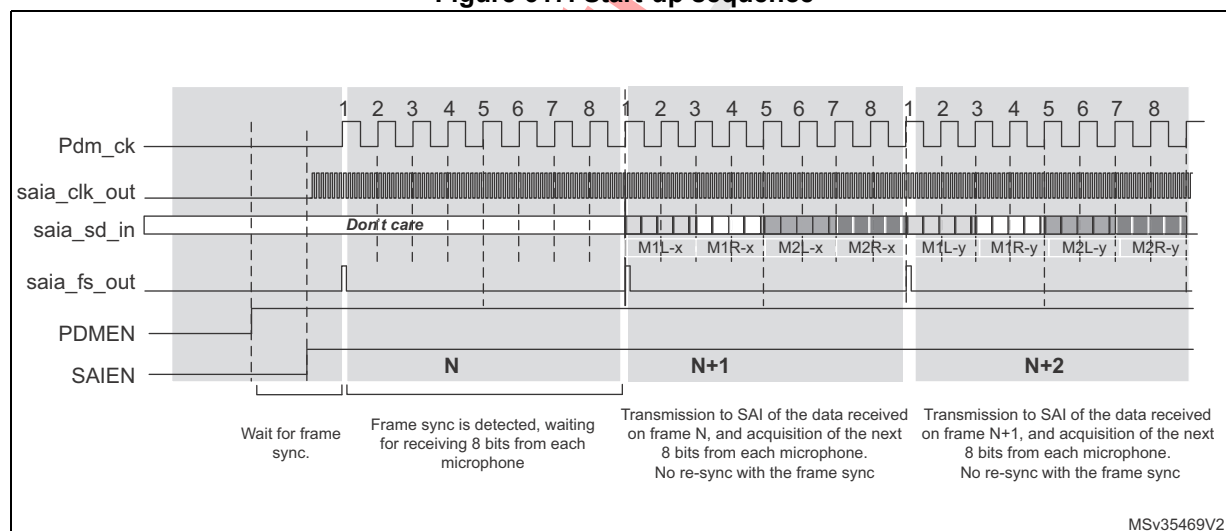 1 2 3 4 5 6 7 8 1 2 3 4 5 6 7 8 1 2 3 4 5 6 7 8
Pdm_ck
saia_clk_out
saia_sd_in
Don't care
M1L-x M1R-x M2L-x M2R-x M1L-y M1R-y M2L-y M2R-y
saia_fs_out
PDMEN
SAIEN
N N+1 N+2
Wait for frame
sync.
Frame sync is detected, waiting
for receiving 8 bits from each
microphone
Transmission to SAI of the data received
on frame N, and acquisition of the next
8 bits from each microphone.
No re-sync with the frame sync
Transmission to SAI of the data received
on frame N+1, and acquisition of the next
8 bits from each microphone.
No re-sync with the frame sync
MSv35469V2